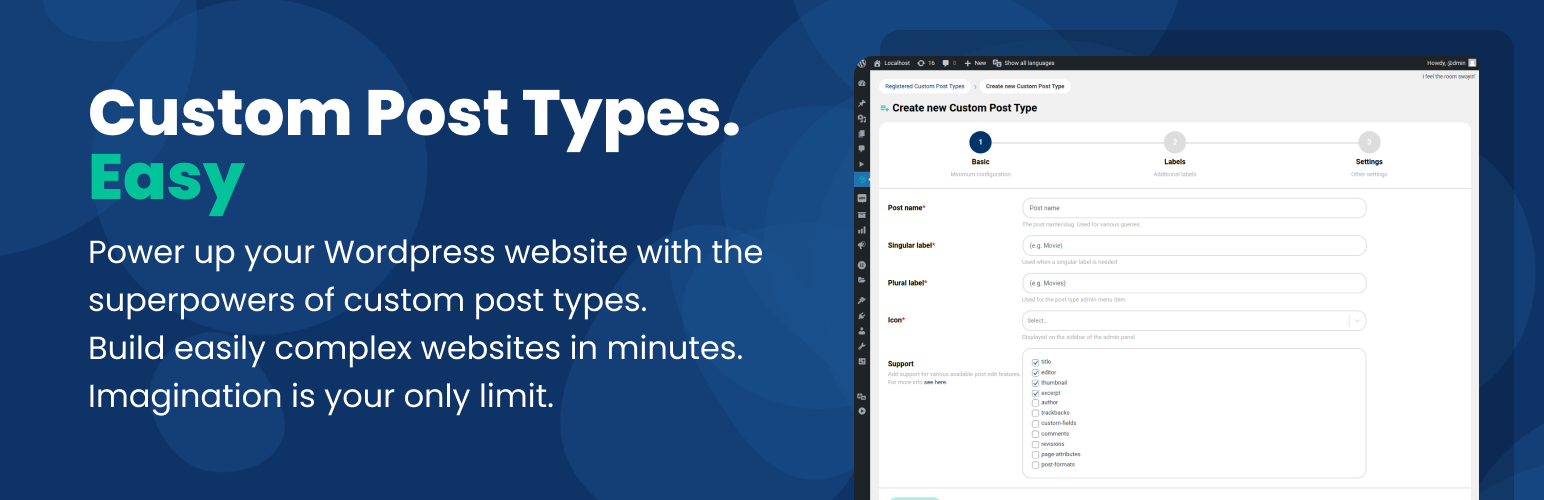 Custom Post Types.
Easy
Power up your Wordpress website with the
superpowers of custom post types.
Build easily complex websites in minutes.
Imagination is your only limit.
Localhost 16 0 New Show all languages Howdy, @dmin
I feel the room swayin'
Registered Custom Post Types › Create new Custom Post Type
Create new Custom Post Type
1 2 3
Basic Labels Settings
Minimum configuration Additional labels Other settings
Post name* Post name
The post name/slug. Used for various queries.
Singular label* (e.g. Movie)
Used when a singular label is needed
Plural label* (e.g. Movies)
Used for the post type admin menu item
Icon* Select...
Displayed on the sidebar of the admin panel
Support
Add support for various available post edit features.
For more info see here.
title
editor
thumbnail
excerpt
author
trackbacks
custom-fields
comments
revisions
page-attributes
post-formats